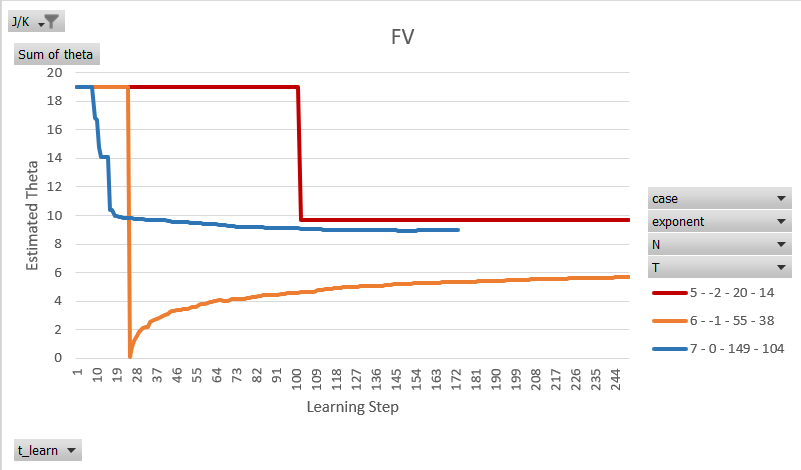 J/K
FV
Sum of theta
20
18
16
14
12
10
8
6
4
2
0
Estimated Theta
1 10 19 28 37 46 55 64 73 82 91 100 109 118 127 136 145 154 163 172 181 190 199 208 217 226 235 244
Learning Step
case
exponent
N
T
5 - -2 - 20 - 14
6 - -1 - 55 - 38
7 - 0 - 149 - 104
t_learn